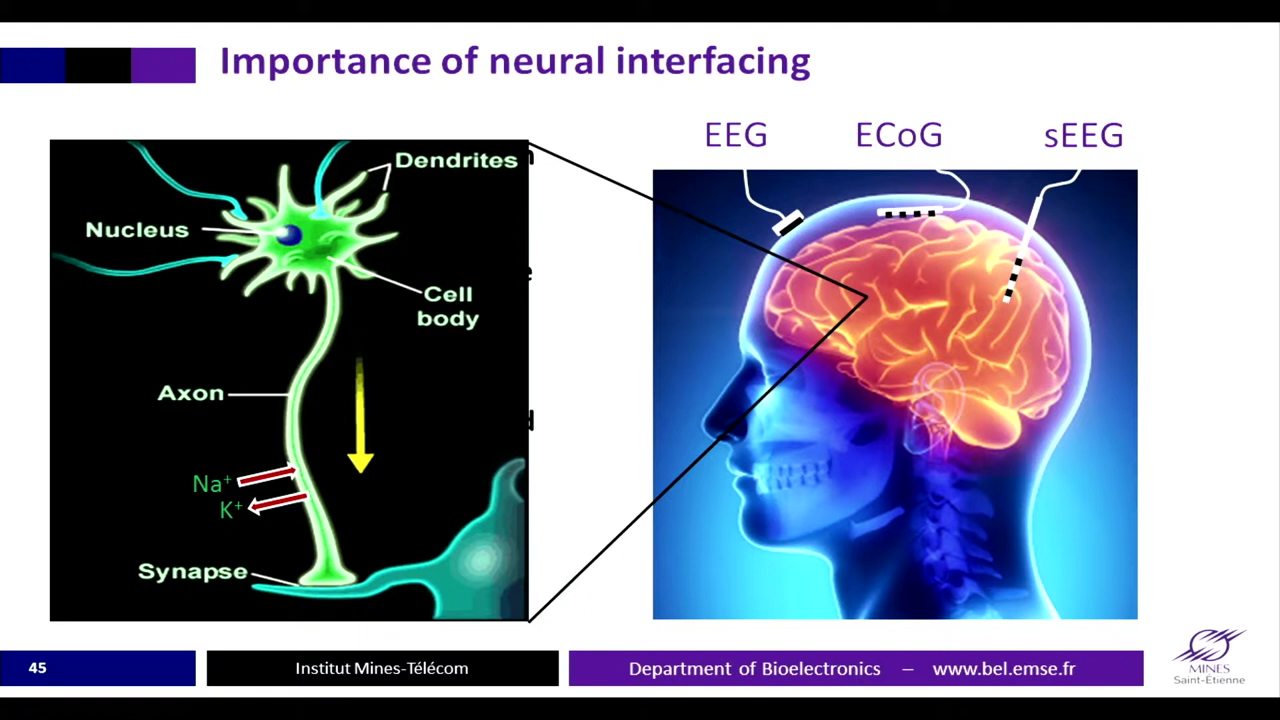 Importance of neural interfacing
EEG
ECoG
sEEG
Dendrites
Nucleus
Cell
body
Axon
Na+
K+
Synapse
45
Institut Mines-Télécom
Department of Bioelectronics – www.bel.emse.fr
MINES
Saint-Étienne